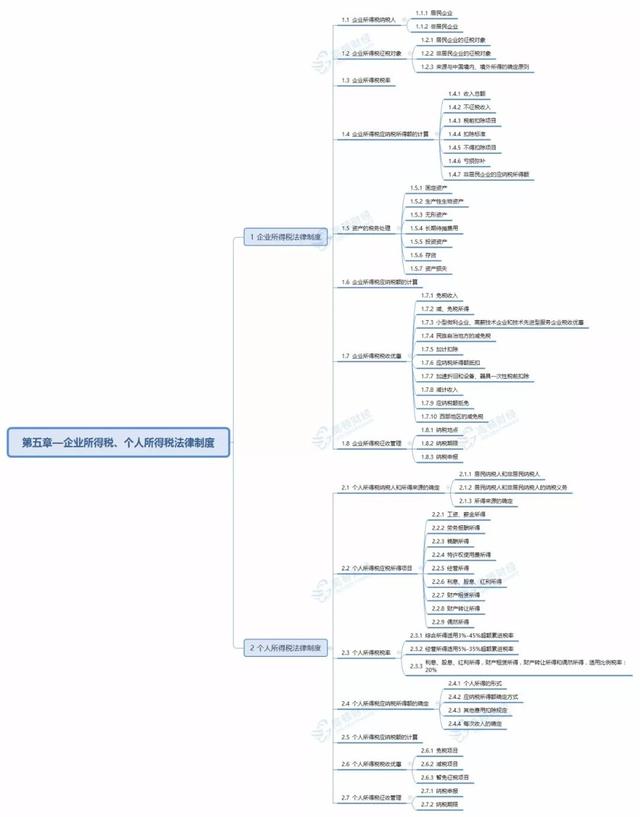 第五章—企业所得税、个人所得税法律制度
1 企业所得税法律制度
1.1 企业所得税纳税人
1.1.1 居民企业
1.1.2 非居民企业
1.2 企业所得税征税对象
1.2.1 居民企业的征税对象
1.2.2 非居民企业的征税对象
1.2.3 来源与中国境内、境外所得的确定原则
1.3 企业所得税税率
1.4 企业所得税应纳税所得额的计算
1.4.1 收入总额
1.4.2 不征税收入
1.4.3 税前扣除项目
1.4.4 扣除标准
1.4.5 不得扣除项目
1.4.6 亏损弥补
1.4.7 非居民企业的应纳税所得额
1.5 资产的税务处理
1.5.1 固定资产
1.5.2 生产性生物资产
1.5.3 无形资产
1.5.4 长期待摊费用
1.5.5 投资资产
1.5.6 存货
1.5.7 资产损失
1.6 企业所得税应纳税额的计算
1.7 企业所得税税收优惠
1.7.1 免税收入
1.7.2 减、免税所得
1.7.3 小型微利企业、高新技术企业和技术先进型服务企业税收优惠
1.7.4 民族自治地方的减免税
1.7.5 加计扣除
1.7.6 应纳税所得额抵扣
1.7.7 加速折旧和设备、器具一次性税前扣除
1.7.8 减计收入
1.7.9 应纳税额抵免
1.7.10 西部地区的减免税
1.8 企业所得税征收管理
1.8.1 纳税地点
1.8.2 纳税期限
1.8.3 纳税申报
2 个人所得税法律制度
2.1 个人所得税纳税人和所得来源的确定
2.1.1 居民纳税人和非居民纳税人
2.1.2 居民纳税人和非居民纳税人的纳税义务
2.1.3 所得来源的确定
2.2 个人所得税应税所得项目
2.2.1 工资、薪金所得
2.2.2 劳务报酬所得
2.2.3 稿酬所得
2.2.4 特许权使用费所得
2.2.5 经营所得
2.2.6 利息、股息、红利所得
2.2.7 财产租赁所得
2.2.8 财产转让所得
2.2.9 偶然所得
2.3 个人所得税税率
2.3.1 综合所得适用3%-45%超额累进税率
2.3.2 经营所得适用5%-35%超额累进税率
2.3.3 利息、股息、红利所得，财产租赁所得，财产转让所得和偶然所得，适用比例税率：
20%
2.4 个人所得税应纳税所得额的确定
2.4.1 个人所得的形式
2.4.2 应纳税所得额确定方式
2.4.3 其他费用扣除规定
2.4.4 每次收入的确定
2.5 个人所得税应纳税额的计算
2.6 个人所得税税收优惠
2.6.1 免税项目
2.6.2 减税项目
2.6.3 暂免征税项目
2.7 个人所得税征收管理
2.7.1 纳税申报
2.7.2 纳税期限